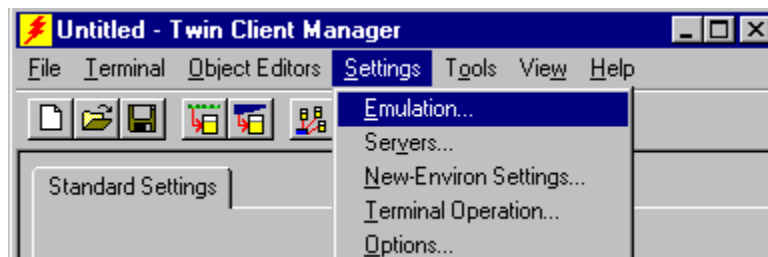 Untitled - Twin Client Manager
File Terminal Object Editors Settings Tools View Help
Emulation...
Servers...
New-Environ Settings...
Standard Settings
Terminal Operation...
Options...